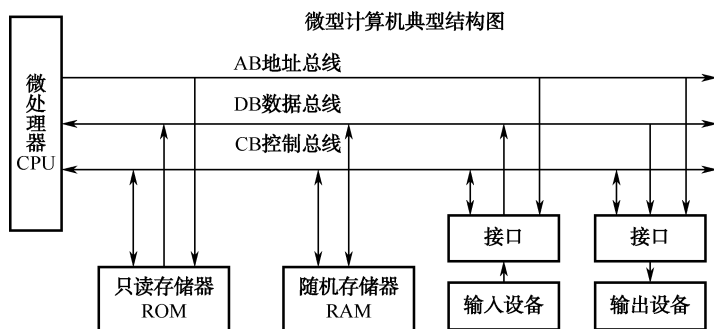 微型计算机典型结构图
AB地址总线
DB数据总线
CB控制总线
微
处
理
器
CPU
只读存储器
ROM
随机存储器
RAM
接口
输入设备
接口
输出设备